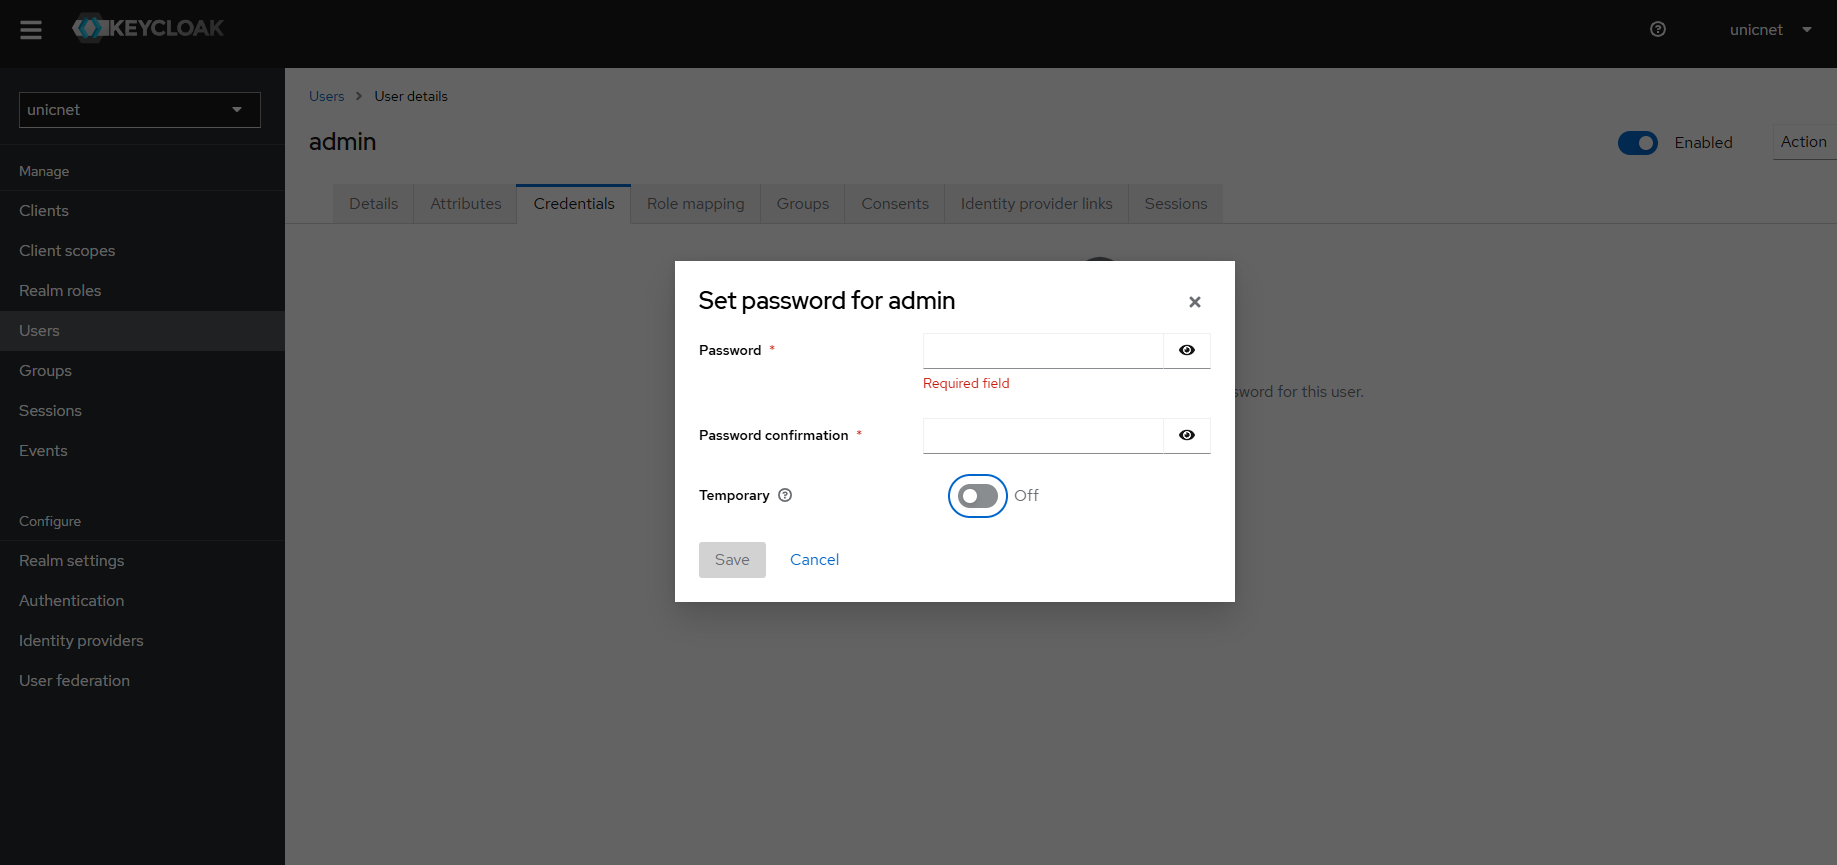 KEYCLOAK
unicnet
unicnet
Manage
Clients
Client scopes
Realm roles
Users
Groups
Sessions
Events
Configure
Realm settings
Authentication
Identity providers
User federation
Users > User details
admin
Enabled
Action
Details
Attributes
Credentials
Role mapping
Groups
Consents
Identity provider links
Sessions
Set password for admin
Password *
Required field
Password confirmation *
Temporary
Off
Save
Cancel
sword for this user.